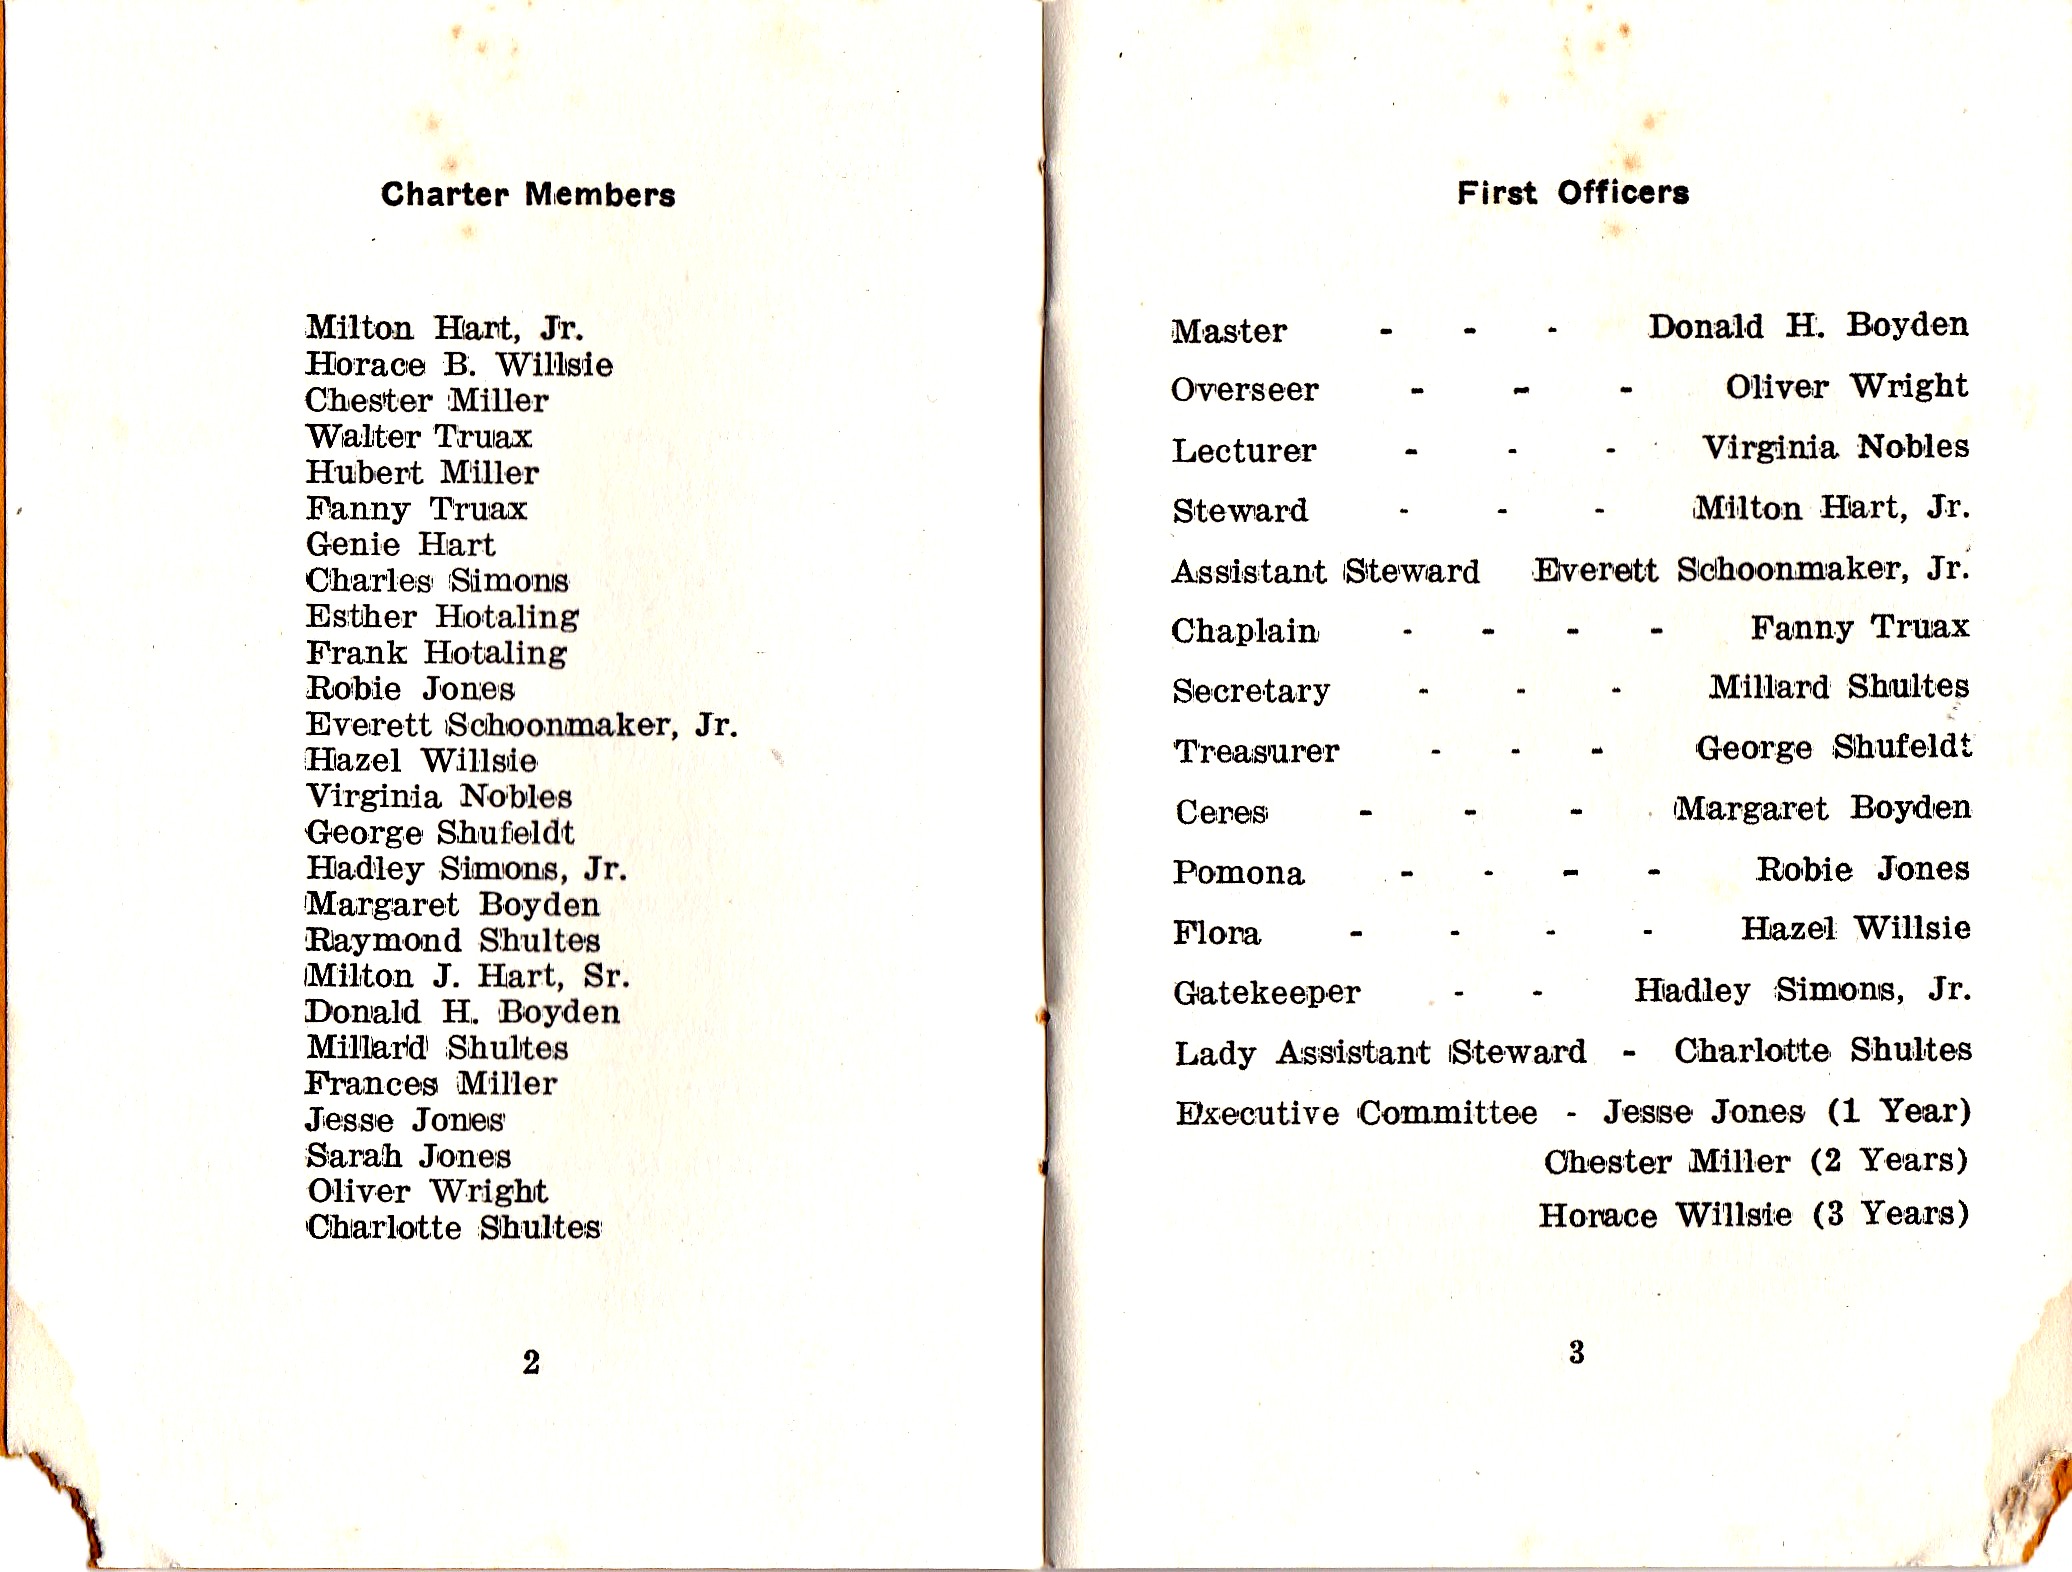 Charter Members
Milton Hart, Jr.
Horace B. Willsie
Chester Miller
Walter Truax
Hubert Miller
Fanny Truax
Genie Hart
Charles Simons
Esther Hotaling
Frank Hotaling
Robie Jones
Everett Schoonmaker, Jr.
Hazel Willsie
Virginia Nobles
George Shufeldt
Hadley Simons, Jr.
Margaret Boyden
Raymond Shultes
Milton J. Hart, Sr.
Donald H. Boyden
Millard Shultes
Frances Miller
Jesse Jones
Sarah Jones
Oliver Wright
Charlotte Shultes
2
First Officers
Master - - - Donald H. Boyden
Overseer - - - Oliver Wright
Lecturer - - - Virginia Nobles
Steward - - - Milton Hart, Jr.
Assistant Steward Everett Schoonmaker, Jr.
Chaplain - - - - Fanny Truax
Secretary - - - Millard Shultes
Treasurer - - - George Shufeldt
Ceres - - - Margaret Boyden
Pomona - - - - Robie Jones
Flora - - - - Hazel Willsie
Gatekeeper - - Hadley Simons, Jr.
Lady Assistant Steward - Charlotte Shultes
Executive Committee - Jesse Jones (1 Year)
Chester Miller (2 Years)
Horace Willsie (3 Years)
3